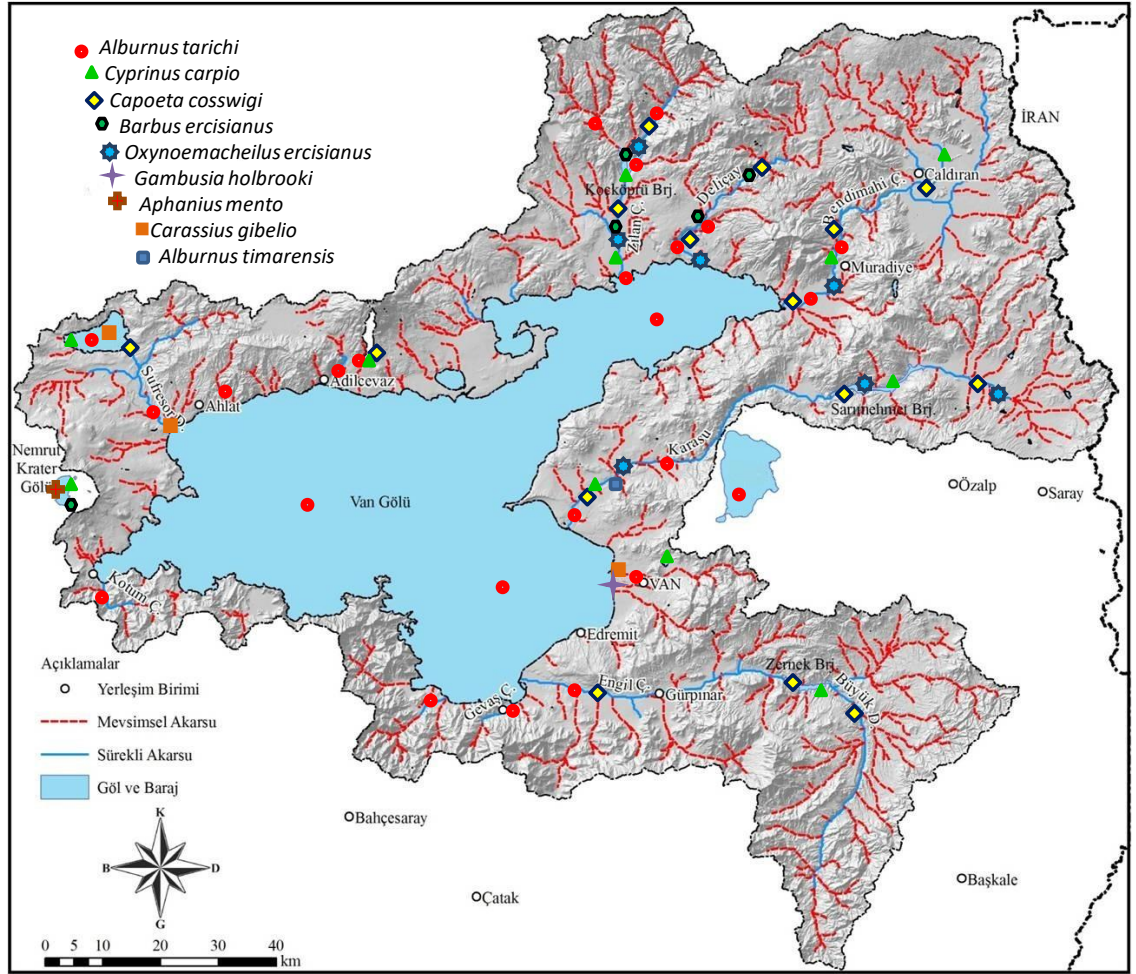 Alburnus tarichi
Cyprinus carpio
Capoeta cosswigi
Barbus ercisianus
Oxynoemacheilus ercisianus
Gambusia holbrooki
Aphanius mento
Carassius gibelio
Alburnus timarensis
İRAN
Koçköprü Brj.
Zilan Ç.
Deliçay
Bendimahi Ç.
Çaldıran
Muradiye
Sufresor D.
Ahlat
Adilcevaz
Nemrut
Krater
Gölü
Van Gölü
Karasu
Sarımehmet Brj.
Özalp
Saray
VAN
Kotum Ç.
Edremit
Gevaş Ç.
Engil Ç.
Gürpınar
Zernek Brj.
Büyük D.
Açıklamalar
Yerleşim Birimi
Mevsimsel Akarsu
Sürekli Akarsu
Göl ve Baraj
K
B
D
G
Bahçesaray
Çatak
Başkale
0 5 10 20 30 40
km